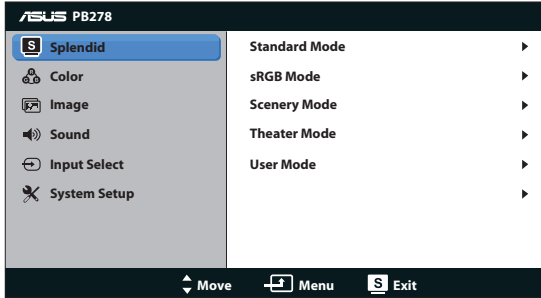 ASUS PB278
S Splendid
Color
Image
Sound
Input Select
System Setup
Standard Mode
sRGB Mode
Scenery Mode
Theater Mode
User Mode
Move Menu S Exit